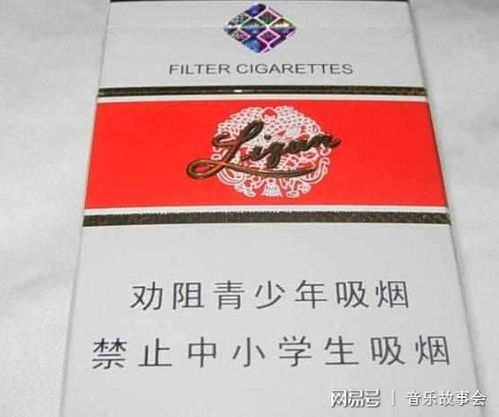 FILTER CIGARETTES
Liqun
劝阻青少年吸烟
禁止中小学生吸烟
网易号 | 音乐故事会